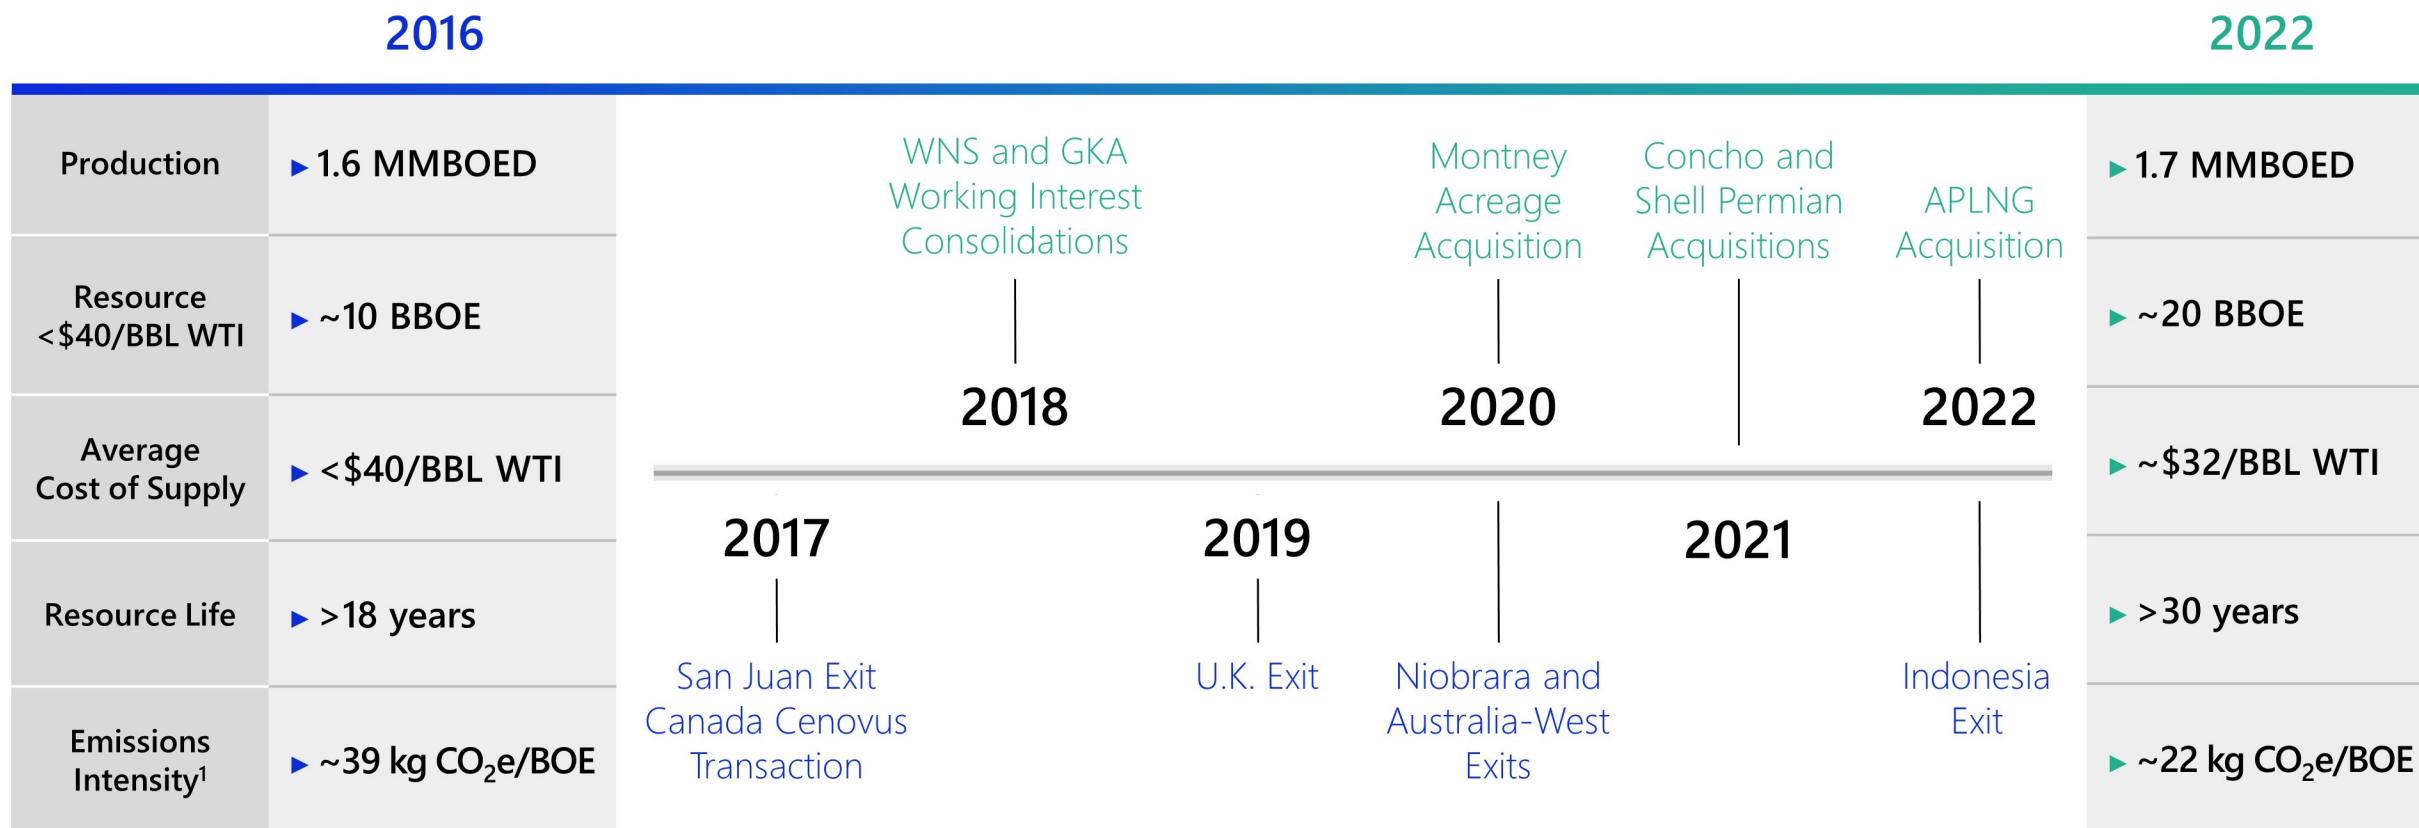 2016
2022
Production
►1.6 MMBOED
Resource
<$40/BBL WTI
►~10 BBOE
Average
Cost of Supply
►<$40/BBL WTI
Resource Life
►>18 years
Emissions
Intensity¹
►~39 kg CO₂e/BOE
WNS and GKA
Working Interest
Consolidations
Montney
Acreage
Acquisition
Concho and
Shell Permian
Acquisitions
APLNG
Acquisition
2018
2020
2022
2017
2019
2021
San Juan Exit
Canada Cenovus
Transaction
U.K. Exit
Niobrara and
Australia-West
Exits
Indonesia
Exit
►1.7 MMBOED
►~20 BBOE
►~$32/BBL WTI
►>30 years
►~22 kg CO₂e/BOE